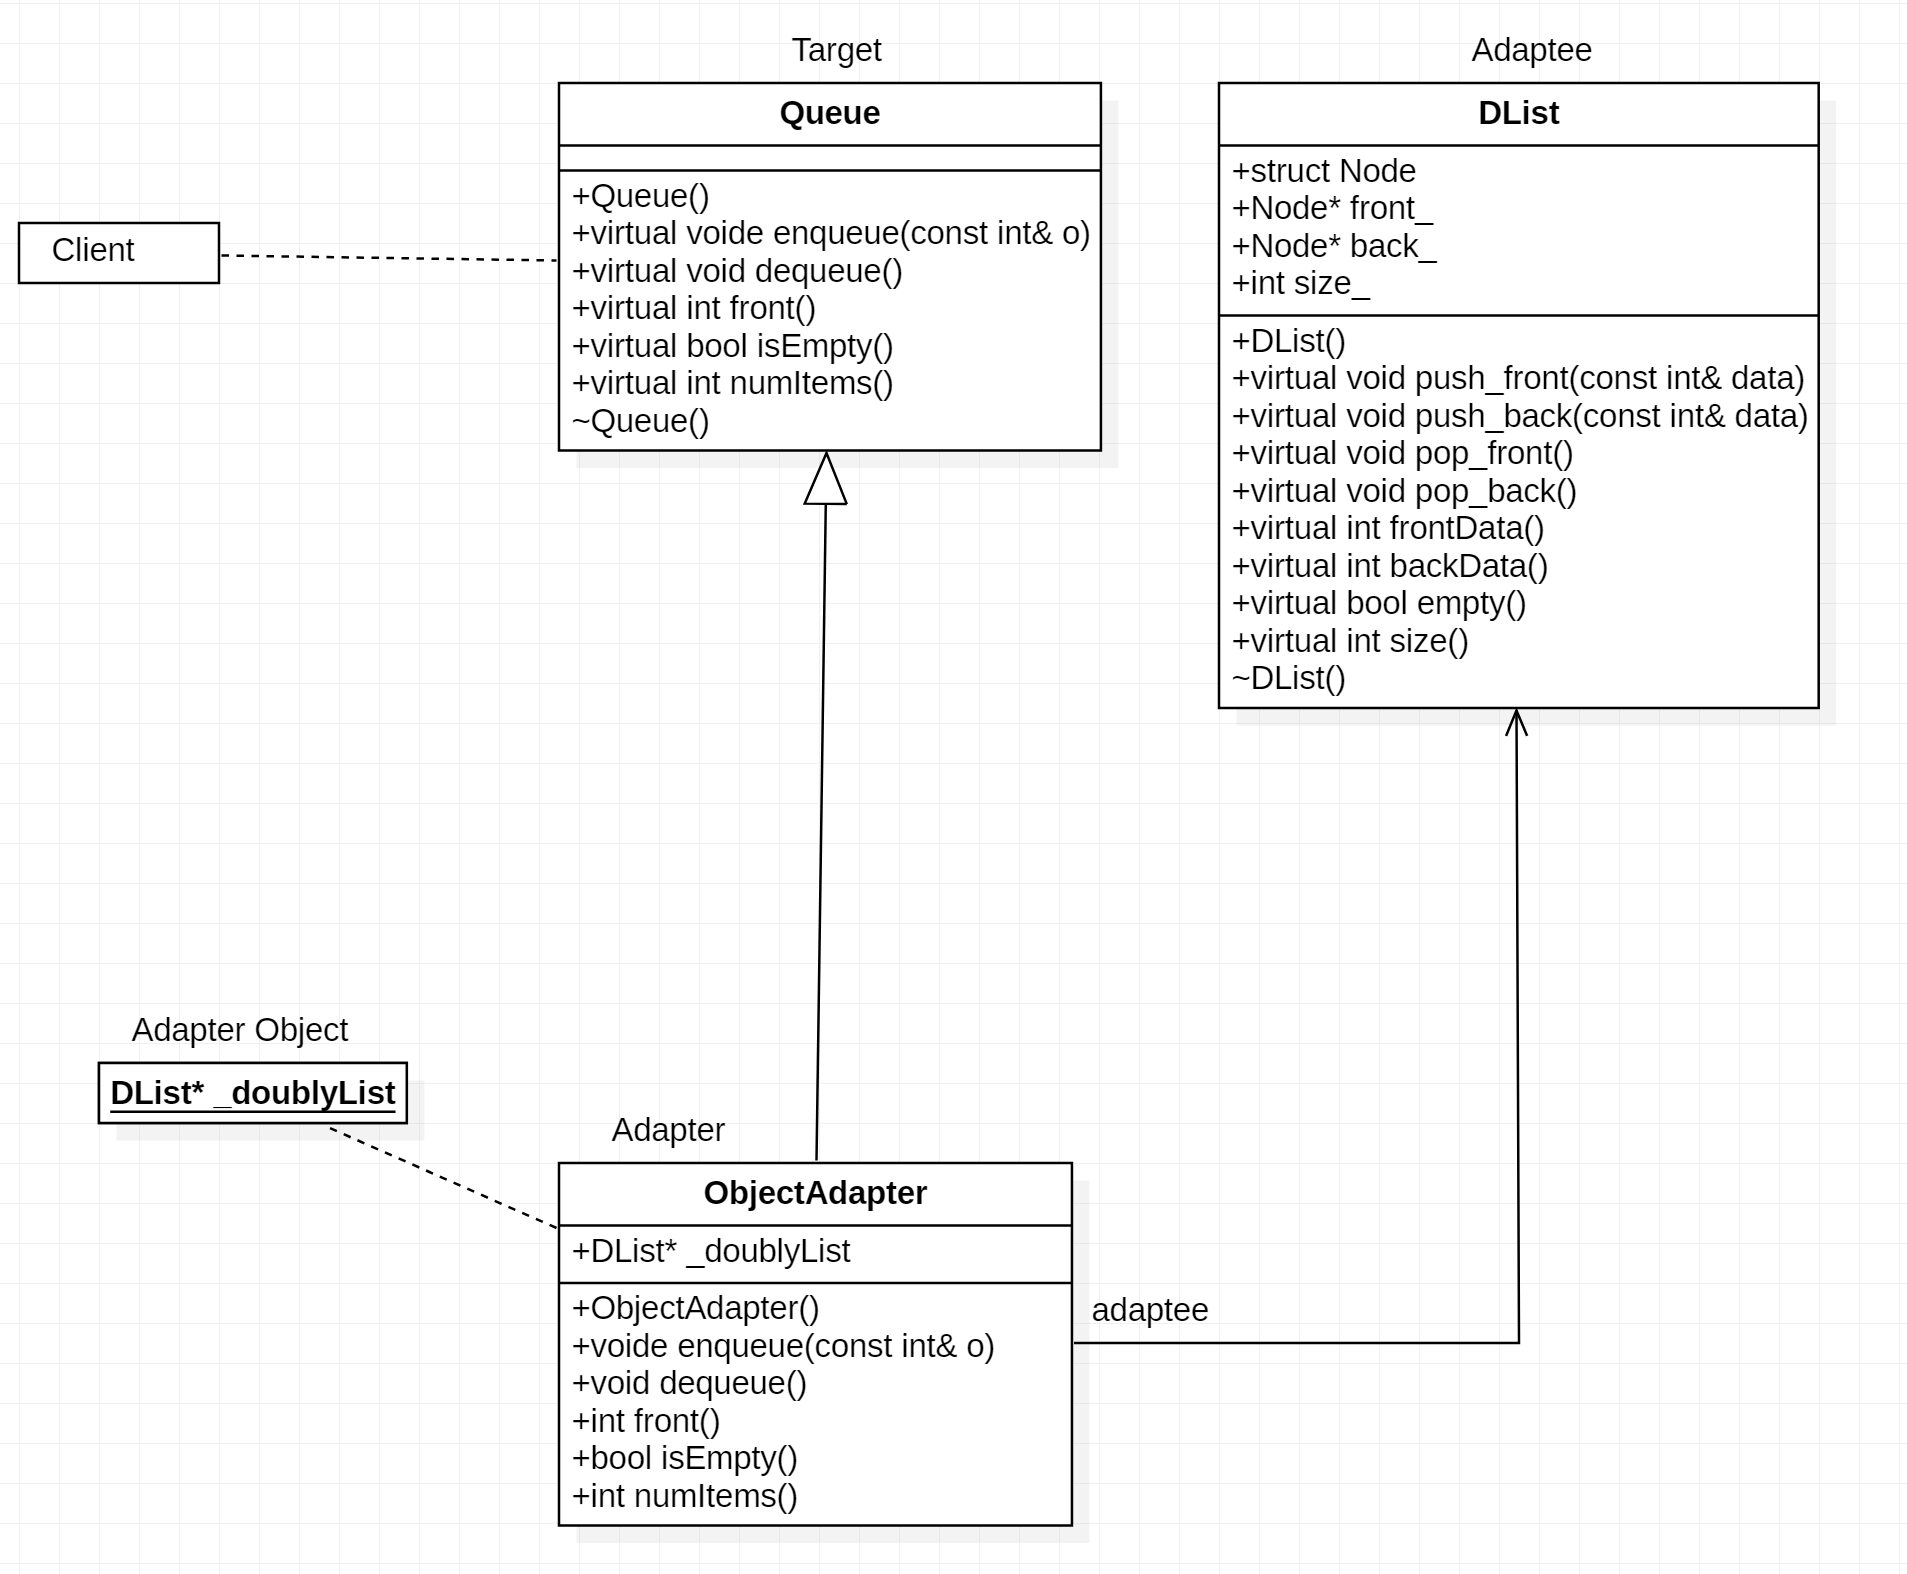 Target
Queue
+Queue()
+virtual voide enqueue(const int& o)
+virtual void dequeue()
+virtual int front()
+virtual bool isEmpty()
+virtual int numItems()
~Queue()
Adaptee
DList
+struct Node
+Node* front_
+Node* back_
+int size_
+DList()
+virtual void push_front(const int& data)
+virtual void push_back(const int& data)
+virtual void pop_front()
+virtual void pop_back()
+virtual int frontData()
+virtual int backData()
+virtual bool empty()
+virtual int size()
~DList()
Client
Adapter Object
DList* _doublyList
Adapter
ObjectAdapter
+DList* _doublyList
+ObjectAdapter()
+voide enqueue(const int& o)
+void dequeue()
+int front()
+bool isEmpty()
+int numItems()
adaptee